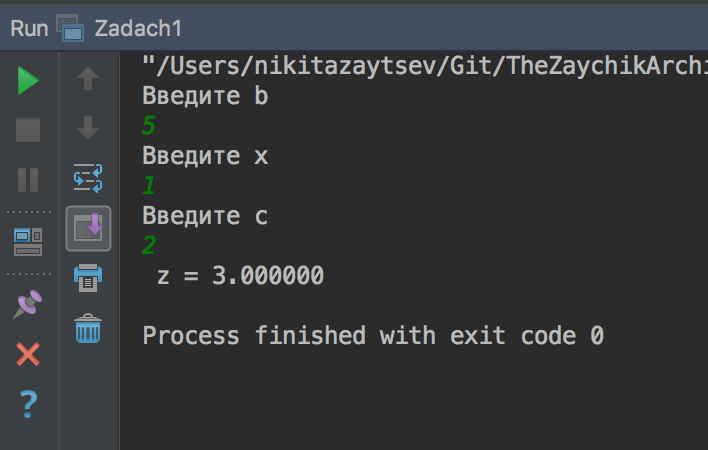 Run Zadach1
"/Users/nikitazaytsev/Git/TheZaychikArchi
Введите b
5
Введите x
1
Введите c
2
z = 3.000000
Process finished with exit code 0
?